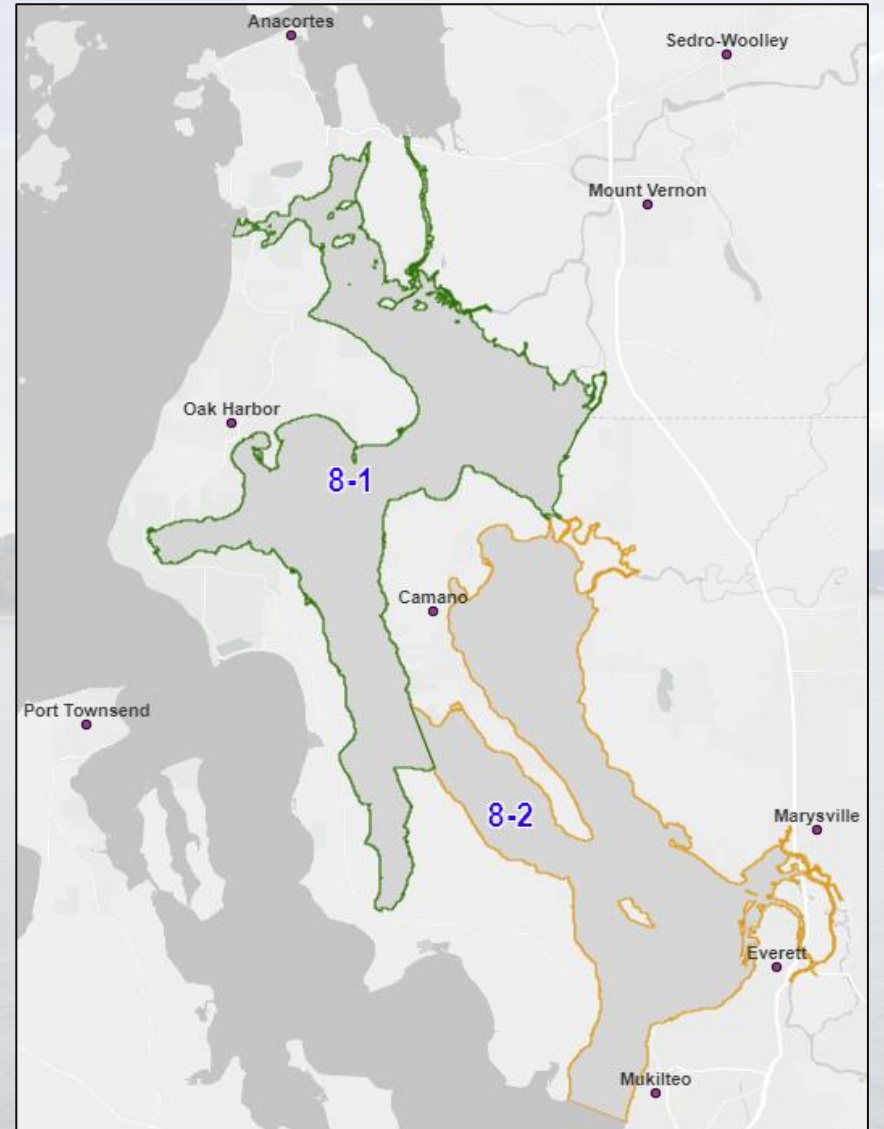 Anacortes
Sedro-Woolley
Mount Vernon
Oak Harbor
8-1
Camano
Port Townsend
8-2
Marysville
Everett
Mukilteo